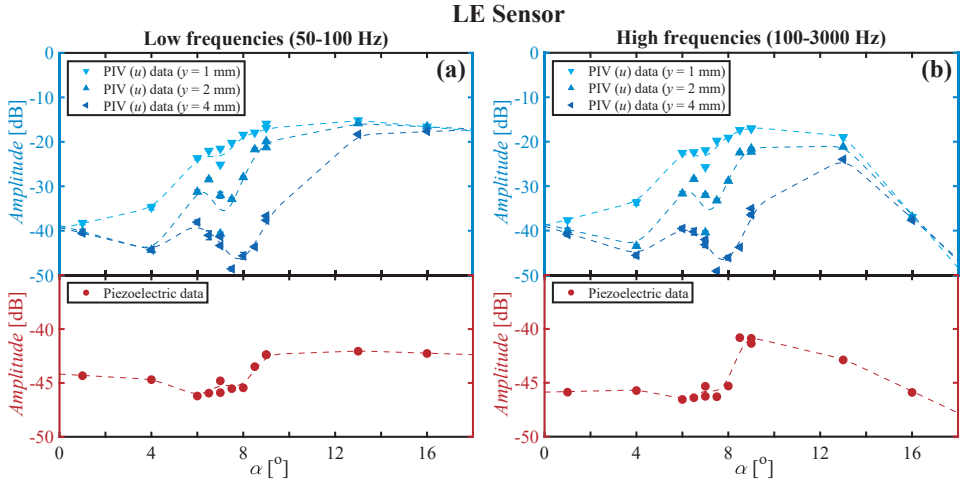 LE Sensor
Low frequencies (50-100 Hz)
0
-10
-20
-30
-40
-50
Amplitude [dB]
PIV (u) data (y = 1 mm)
PIV (u) data (y = 2 mm)
PIV (u) data (y = 4 mm)
(a)
-40
-45
-50
Amplitude [dB]
Piezoelectric data
0 4 8 12 16
α [°]
High frequencies (100-3000 Hz)
0
-10
-20
-30
-40
-50
Amplitude [dB]
PIV (u) data (y = 1 mm)
PIV (u) data (y = 2 mm)
PIV (u) data (y = 4 mm)
(b)
-40
-45
-50
Amplitude [dB]
Piezoelectric data
0 4 8 12 16
α [°]